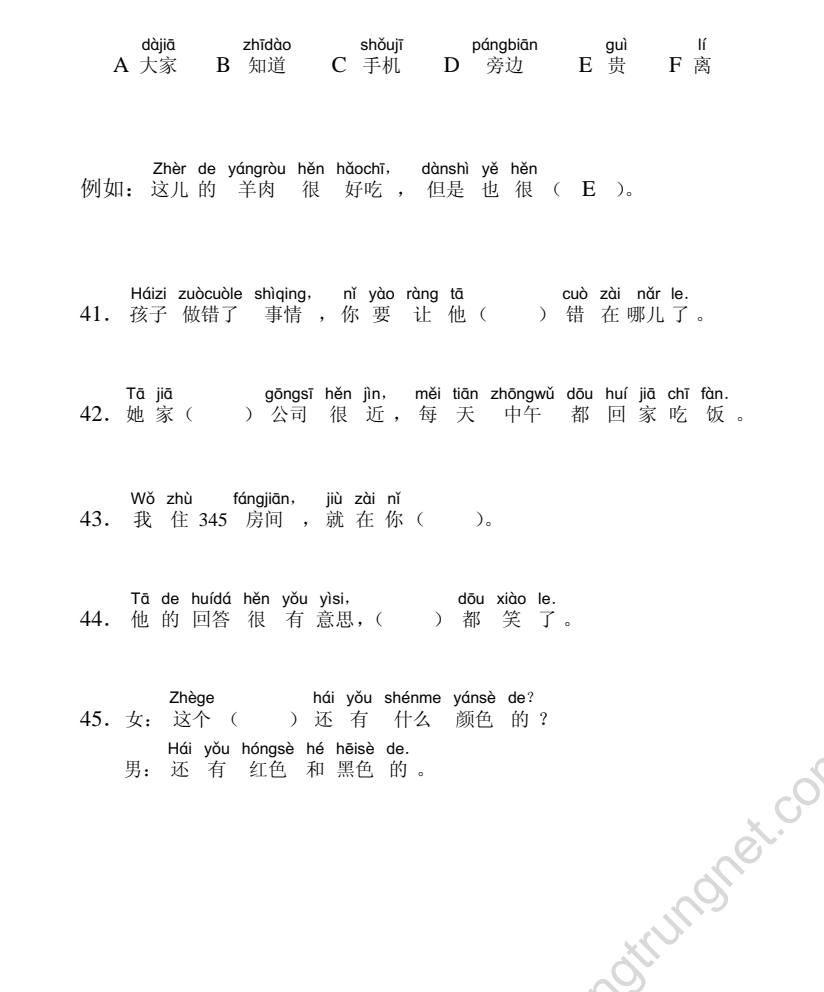 dàjiā zhīdào shǒujī pángbiān guì lí
A 大家 B 知道 C 手机 D 旁边 E 贵 F 离
Zhèr de yángròu hěn hǎochī, dànshì yě hěn
例如：这儿的羊肉很好吃，但是也很（ E ）。
Háizi zuòcuòle shìqing, nǐ yào ràng tā cuò zài nǎr le.
41．孩子做错了事情，你要让他（ ）错在哪儿了。
Tā jiā gōngsī hěn jìn, měi tiān zhōngwǔ dōu huí jiā chī fàn.
42．她家（ ）公司很近，每天中午都回家吃饭。
Wǒ zhù fángjiān, jiù zài nǐ
43．我住 345 房间，就在你（ ）。
Tā de huídá hěn yǒu yìsi, dōu xiào le.
44．他的回答很有意思，（ ）都笑了。
Zhège hái yǒu shénme yánsè de?
45．女：这个（ ）还有什么颜色的？
Hái yǒu hóngsè hé hēisè de.
男：还有红色和黑色的。
gtrungnet.com